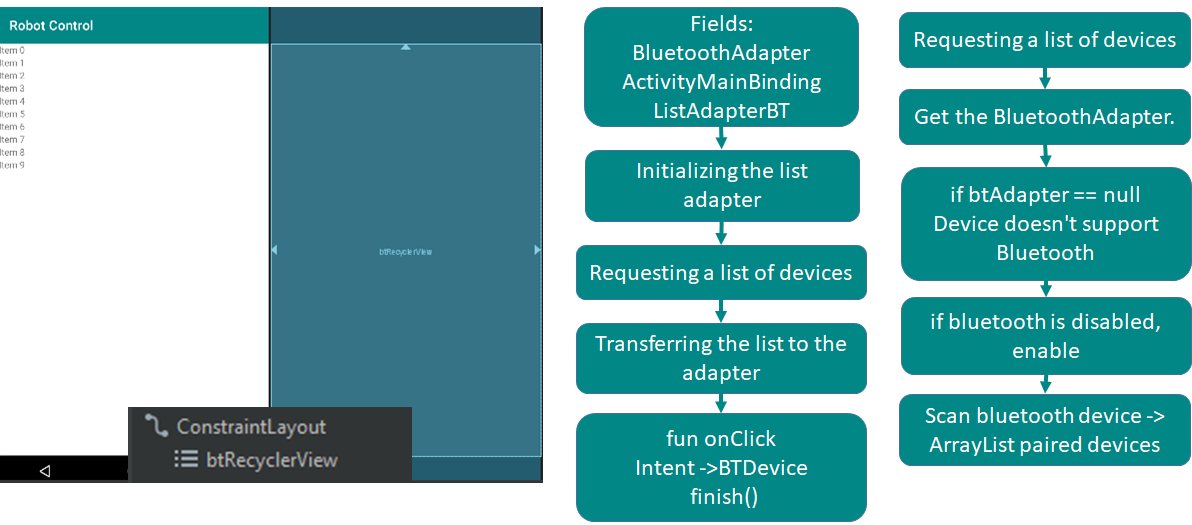 Robot Control
Item 0
Item 1
Item 2
Item 3
Item 4
Item 5
Item 6
Item 7
Item 8
Item 9
btRecyclerView
ConstraintLayout
btRecyclerView
Fields:
BluetoothAdapter
ActivityMainBinding
ListAdapterBT
Initializing the list
adapter
Requesting a list of devices
Transferring the list to the
adapter
fun onClick
Intent ->BTDevice
finish()
Requesting a list of devices
Get the BluetoothAdapter.
if btAdapter == null
Device doesn't support
Bluetooth
if bluetooth is disabled,
enable
Scan bluetooth device ->
ArrayList paired devices